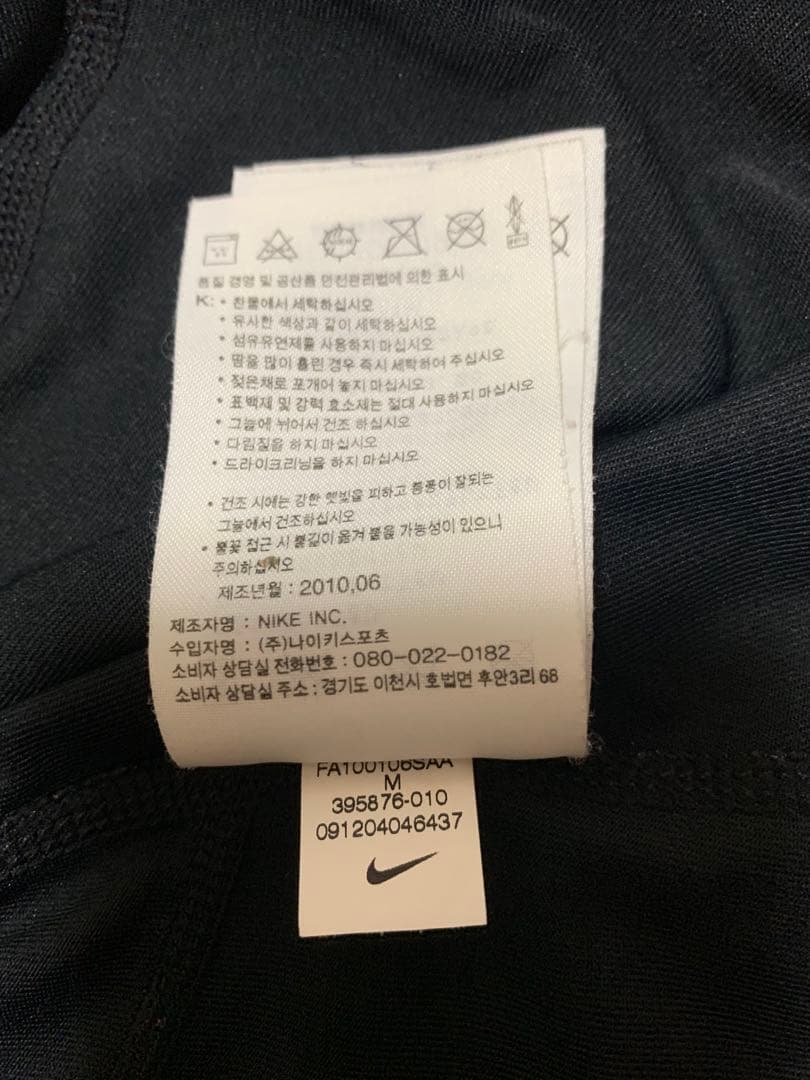 품질 경영 및 공산품 안전관리법에 의한 표시
K: • 찬물에서 세탁하십시오
• 유사한 색상과 같이 세탁하십시오
• 섬유유연제를 사용하지 마십시오
• 땀을 많이 흘린 경우 즉시 세탁하여 주십시오
• 젖은채로 포개어 놓지 마십시오
• 표백제 및 강력 효소제는 절대 사용하지 마십시오
• 그늘에 뉘어서 건조 하십시오
• 다림질을 하지 마십시오
• 드라이크리닝을 하지 마십시오
• 건조 시에는 강한 햇빛을 피하고 통풍이 잘되는
그늘에서 건조하십시오
• 불꽃 접근 시 불길이 옮겨 붙을 가능성이 있으니
주의하십시오
제조년월 : 2010,06
제조자명 : NIKE INC.
수입자명 : (주)나이키스포츠
소비자 상담실 전화번호 : 080-022-0182
소비자 상담실 주소 : 경기도 이천시 호법면 후안3리 68
FA100106SAA
M
395876-010
091204046437